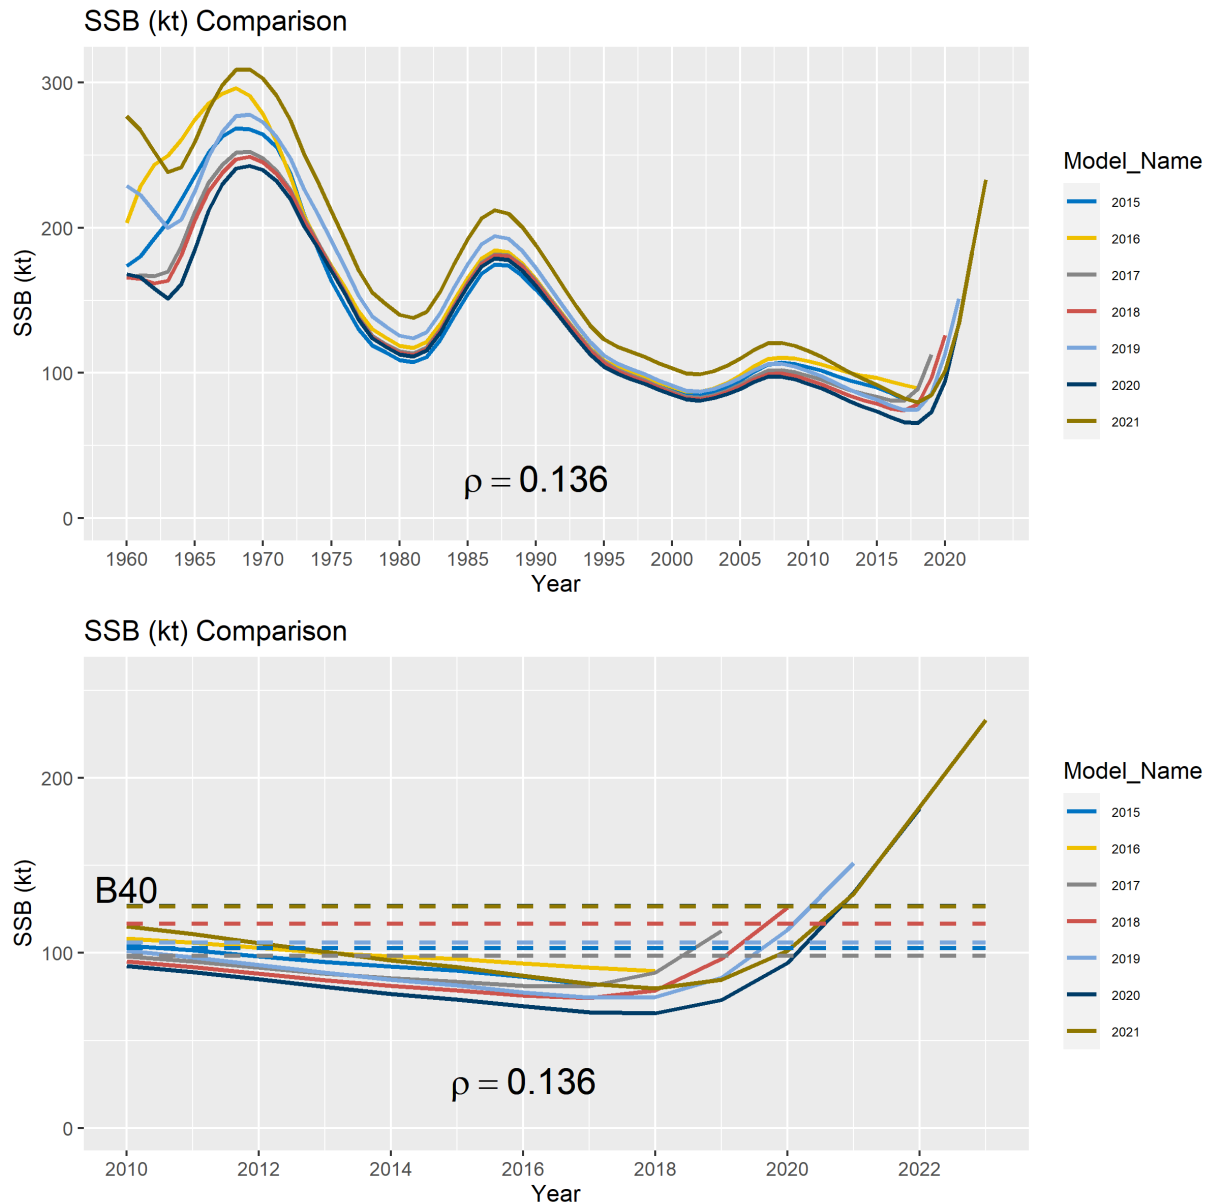 SSB (kt) Comparison
300
200
100
0
SSB (kt)
ρ = 0.136
1960 1965 1970 1975 1980 1985 1990 1995 2000 2005 2010 2015 2020
Year
Model_Name
2015
2016
2017
2018
2019
2020
2021
SSB (kt) Comparison
200
100
0
SSB (kt)
B40
ρ = 0.136
2010 2012 2014 2016 2018 2020 2022
Year
Model_Name
2015
2016
2017
2018
2019
2020
2021